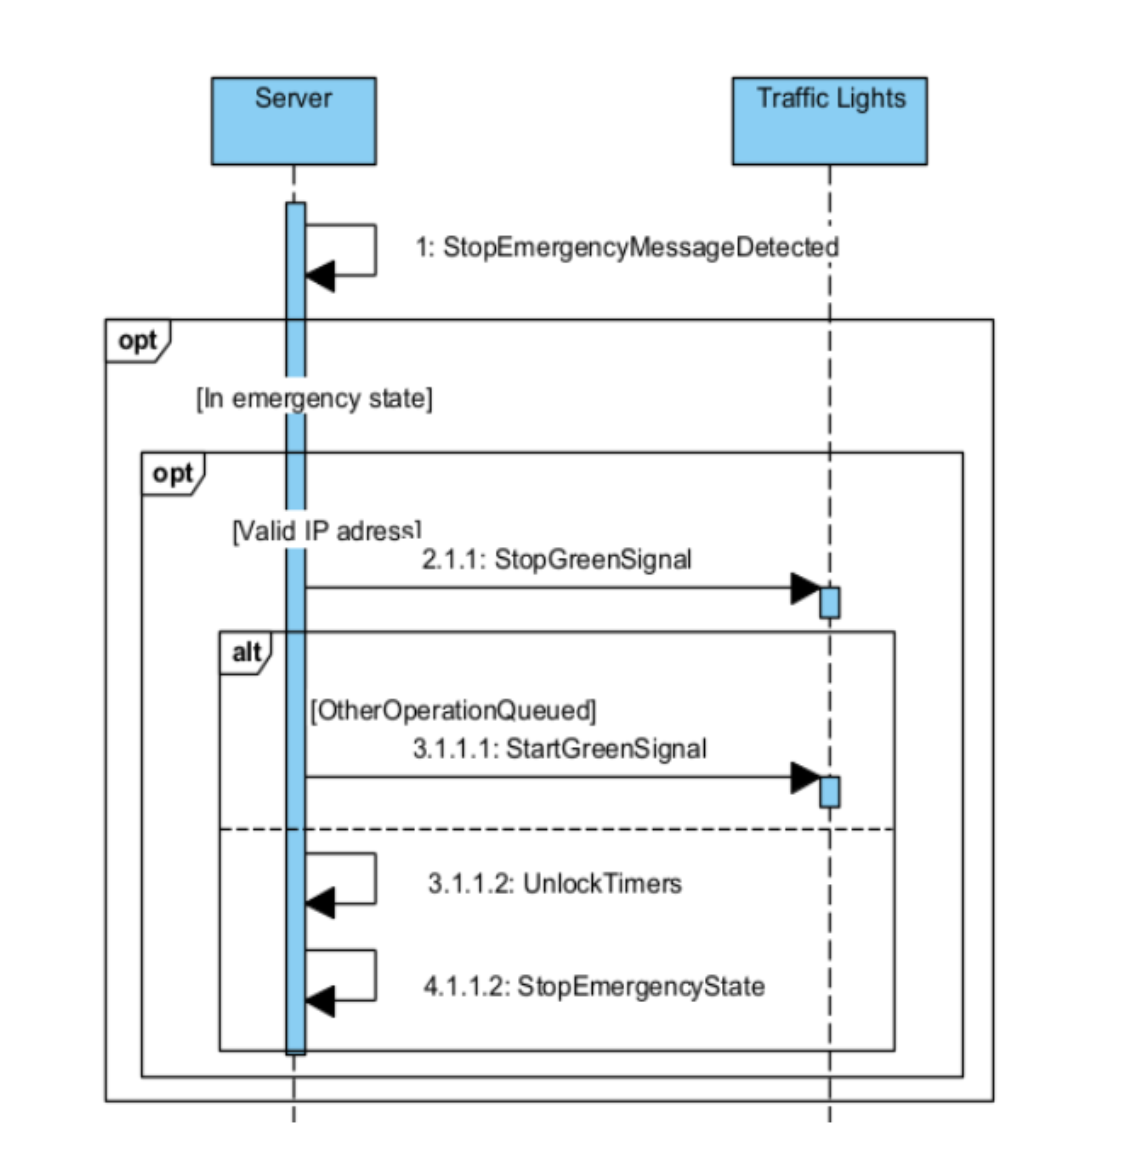 Server
Traffic Lights
1: StopEmergencyMessageDetected
opt
[In emergency state]
opt
[Valid IP adress]
2.1.1: StopGreenSignal
alt
[OtherOperationQueued]
3.1.1.1: StartGreenSignal
3.1.1.2: UnlockTimers
4.1.1.2: StopEmergencyState